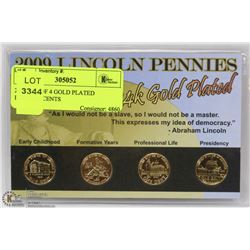 Inventory #:
LOT 305052
3344 F 4 GOLD PLATED
CENTS
Consignor: 4860
2009 LINCOLN PENNIES
24k Gold Plated
"As I would not be a slave, so I would not be a master.
This expresses my idea of democracy."
- Abraham Lincoln
Early Childhood Formative Years Professional Life Presidency